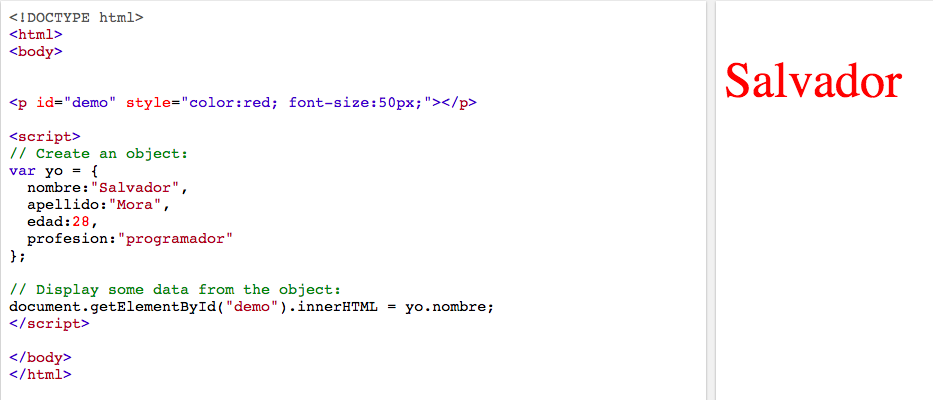 <!DOCTYPE html>
<html>
<body>
<p id="demo" style="color:red; font-size:50px;"></p>
<script>
// Create an object:
var yo = {
  nombre:"Salvador",
  apellido:"Mora",
  edad:28,
  profesion:"programador"
};
// Display some data from the object:
document.getElementById("demo").innerHTML = yo.nombre;
</script>
</body>
</html>
Salvador